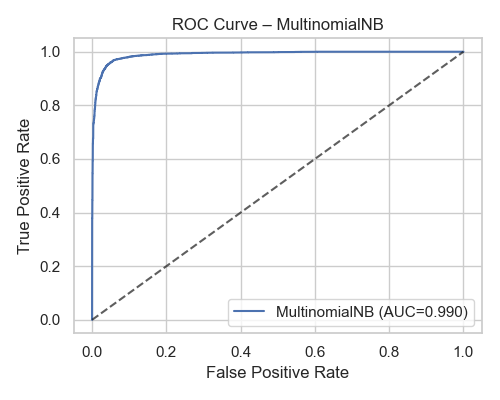 ROC Curve – MultinomialNB
True Positive Rate
1.0
0.8
0.6
0.4
0.2
0.0
0.0 0.2 0.4 0.6 0.8 1.0
False Positive Rate
MultinomialNB (AUC=0.990)